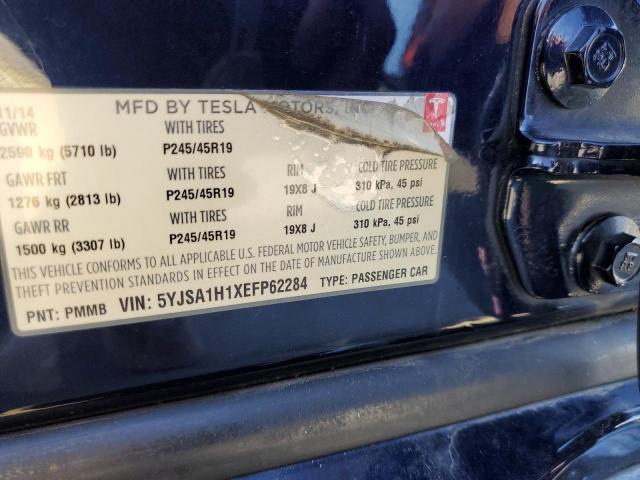 MFD BY TESLA MOTORS, INC
11/14
GVWR WITH TIRES
2590 kg (5710 lb) P245/45R19
GAWR FRT WITH TIRES RIM COLD TIRE PRESSURE
1276 kg (2813 lb) P245/45R19 19X8 J 310 kPa, 45 psi
GAWR RR WITH TIRES RIM COLD TIRE PRESSURE
1500 kg (3307 lb) P245/45R19 19X8 J 310 kPa, 45 psi
THIS VEHICLE CONFORMS TO ALL APPLICABLE U.S. FEDERAL MOTOR VEHICLE SAFETY, BUMPER, AND
THEFT PREVENTION STANDARDS IN EFFECT ON THE DATE OF MANUFACTURE SHOWN ABOVE.
PNT: PMMB VIN: 5YJSA1H1XEFP62284 TYPE: PASSENGER CAR